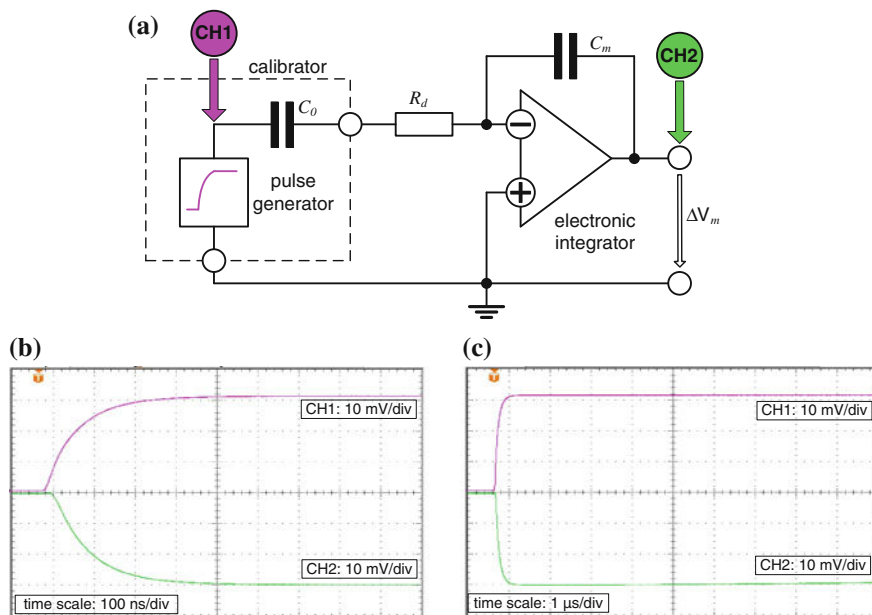 (a)
CH1
calibrator
C0
Rd
Cm
CH2
pulse
generator
electronic
integrator
ΔVm
(b)
(c)
T
T
CH1: 10 mV/div
CH1: 10 mV/div
CH2: 10 mV/div
CH2: 10 mV/div
time scale: 100 ns/div
time scale: 1 µs/div